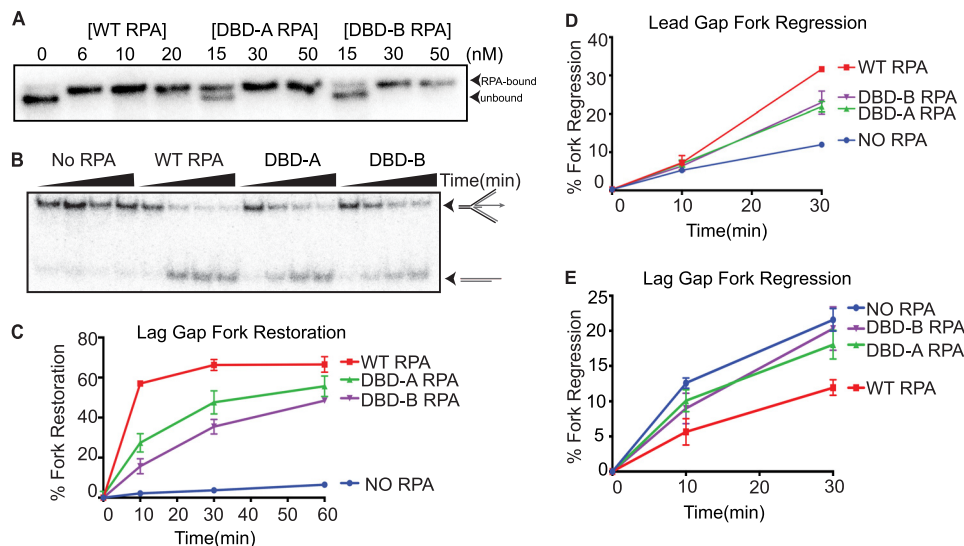 A
[WT RPA] [DBD-A RPA] [DBD-B RPA]
0 6 10 20 15 30 50 15 30 50 (nM)
RPA-bound
unbound
B
No RPA WT RPA DBD-A DBD-B
Time(min)
C
Lag Gap Fork Restoration
% Fork Restoration
80
60
40
20
0
0 10 30 60
Time(min)
WT RPA
DBD-A RPA
DBD-B RPA
NO RPA
D
Lead Gap Fork Regression
% Fork Regression
40
30
20
10
0
0 10 30
Time(min)
WT RPA
DBD-B RPA
DBD-A RPA
NO RPA
E
Lag Gap Fork Regression
% Fork Regression
25
20
15
10
5
0
0 10 30
Time(min)
NO RPA
DBD-B RPA
DBD-A RPA
WT RPA